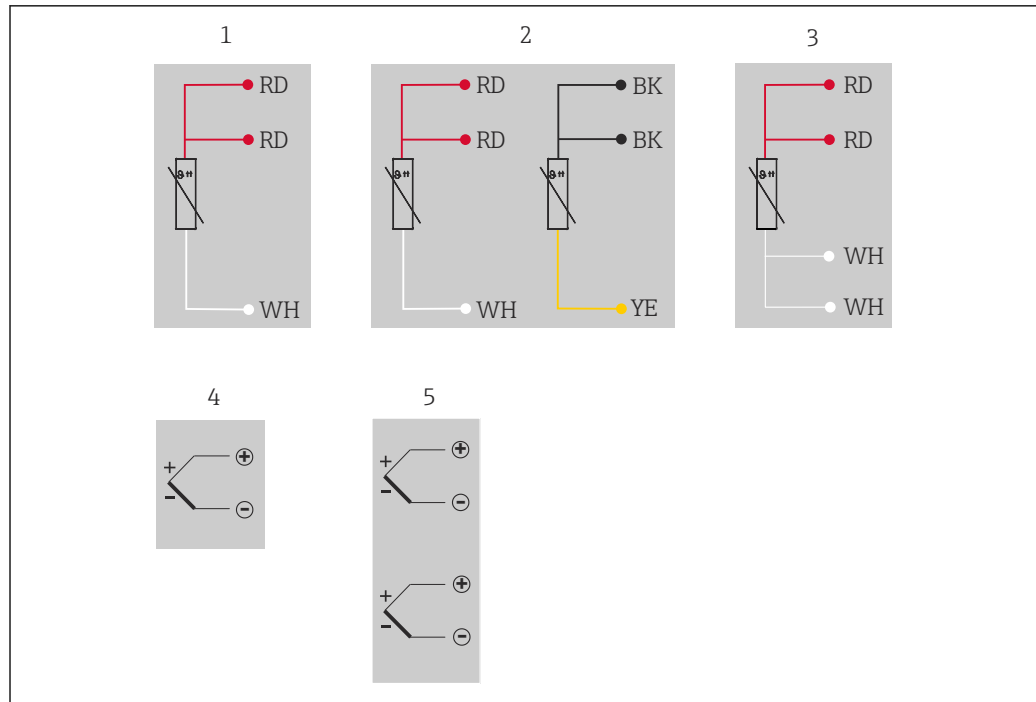 1
RD
RD
ϑ ↑↑
WH
2
RD
RD
ϑ ↑↑
WH
BK
BK
ϑ ↑↑
YE
3
RD
RD
ϑ ↑↑
WH
WH
4
+
-
+
-
5
+
-
+
-
+
-
+
-